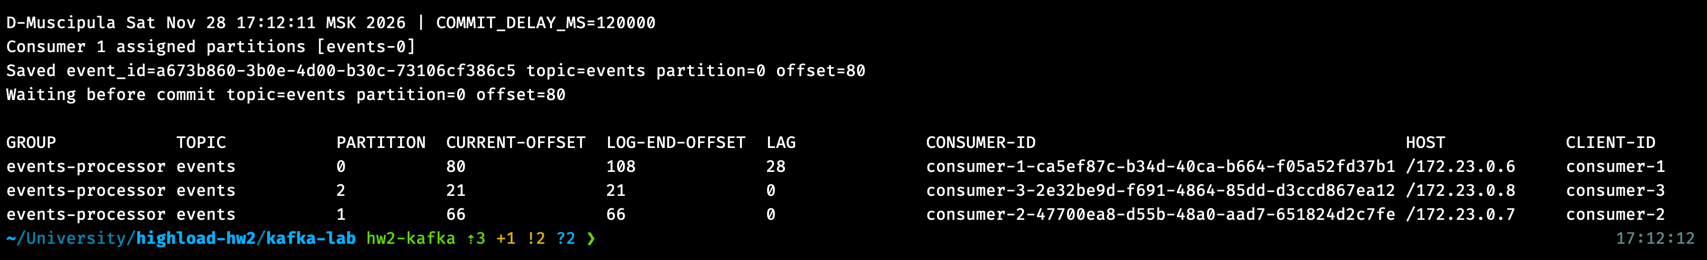 D-Muscipula Sat Nov 28 17:12:11 MSK 2026 | COMMIT_DELAY_MS=120000
Consumer 1 assigned partitions [events-0]
Saved event_id=a673b860-3b0e-4d00-b30c-73106cf386c5 topic=events partition=0 offset=80
Waiting before commit topic=events partition=0 offset=80
GROUP TOPIC PARTITION CURRENT-OFFSET LOG-END-OFFSET LAG CONSUMER-ID HOST CLIENT-ID
events-processor events 0 80 108 28 consumer-1-ca5ef87c-b34d-40ca-b664-f05a52fd37b1 /172.23.0.6 consumer-1
events-processor events 2 21 21 0 consumer-3-2e32be9d-f691-4864-85dd-d3ccd867ea12 /172.23.0.8 consumer-3
events-processor events 1 66 66 0 consumer-2-47700ea8-d55b-48a0-aad7-651824d2c7fe /172.23.0.7 consumer-2
~/University/highload-hw2/kafka-lab hw2-kafka ⇡3 +1 !2 ?2 ❯ 17:12:12